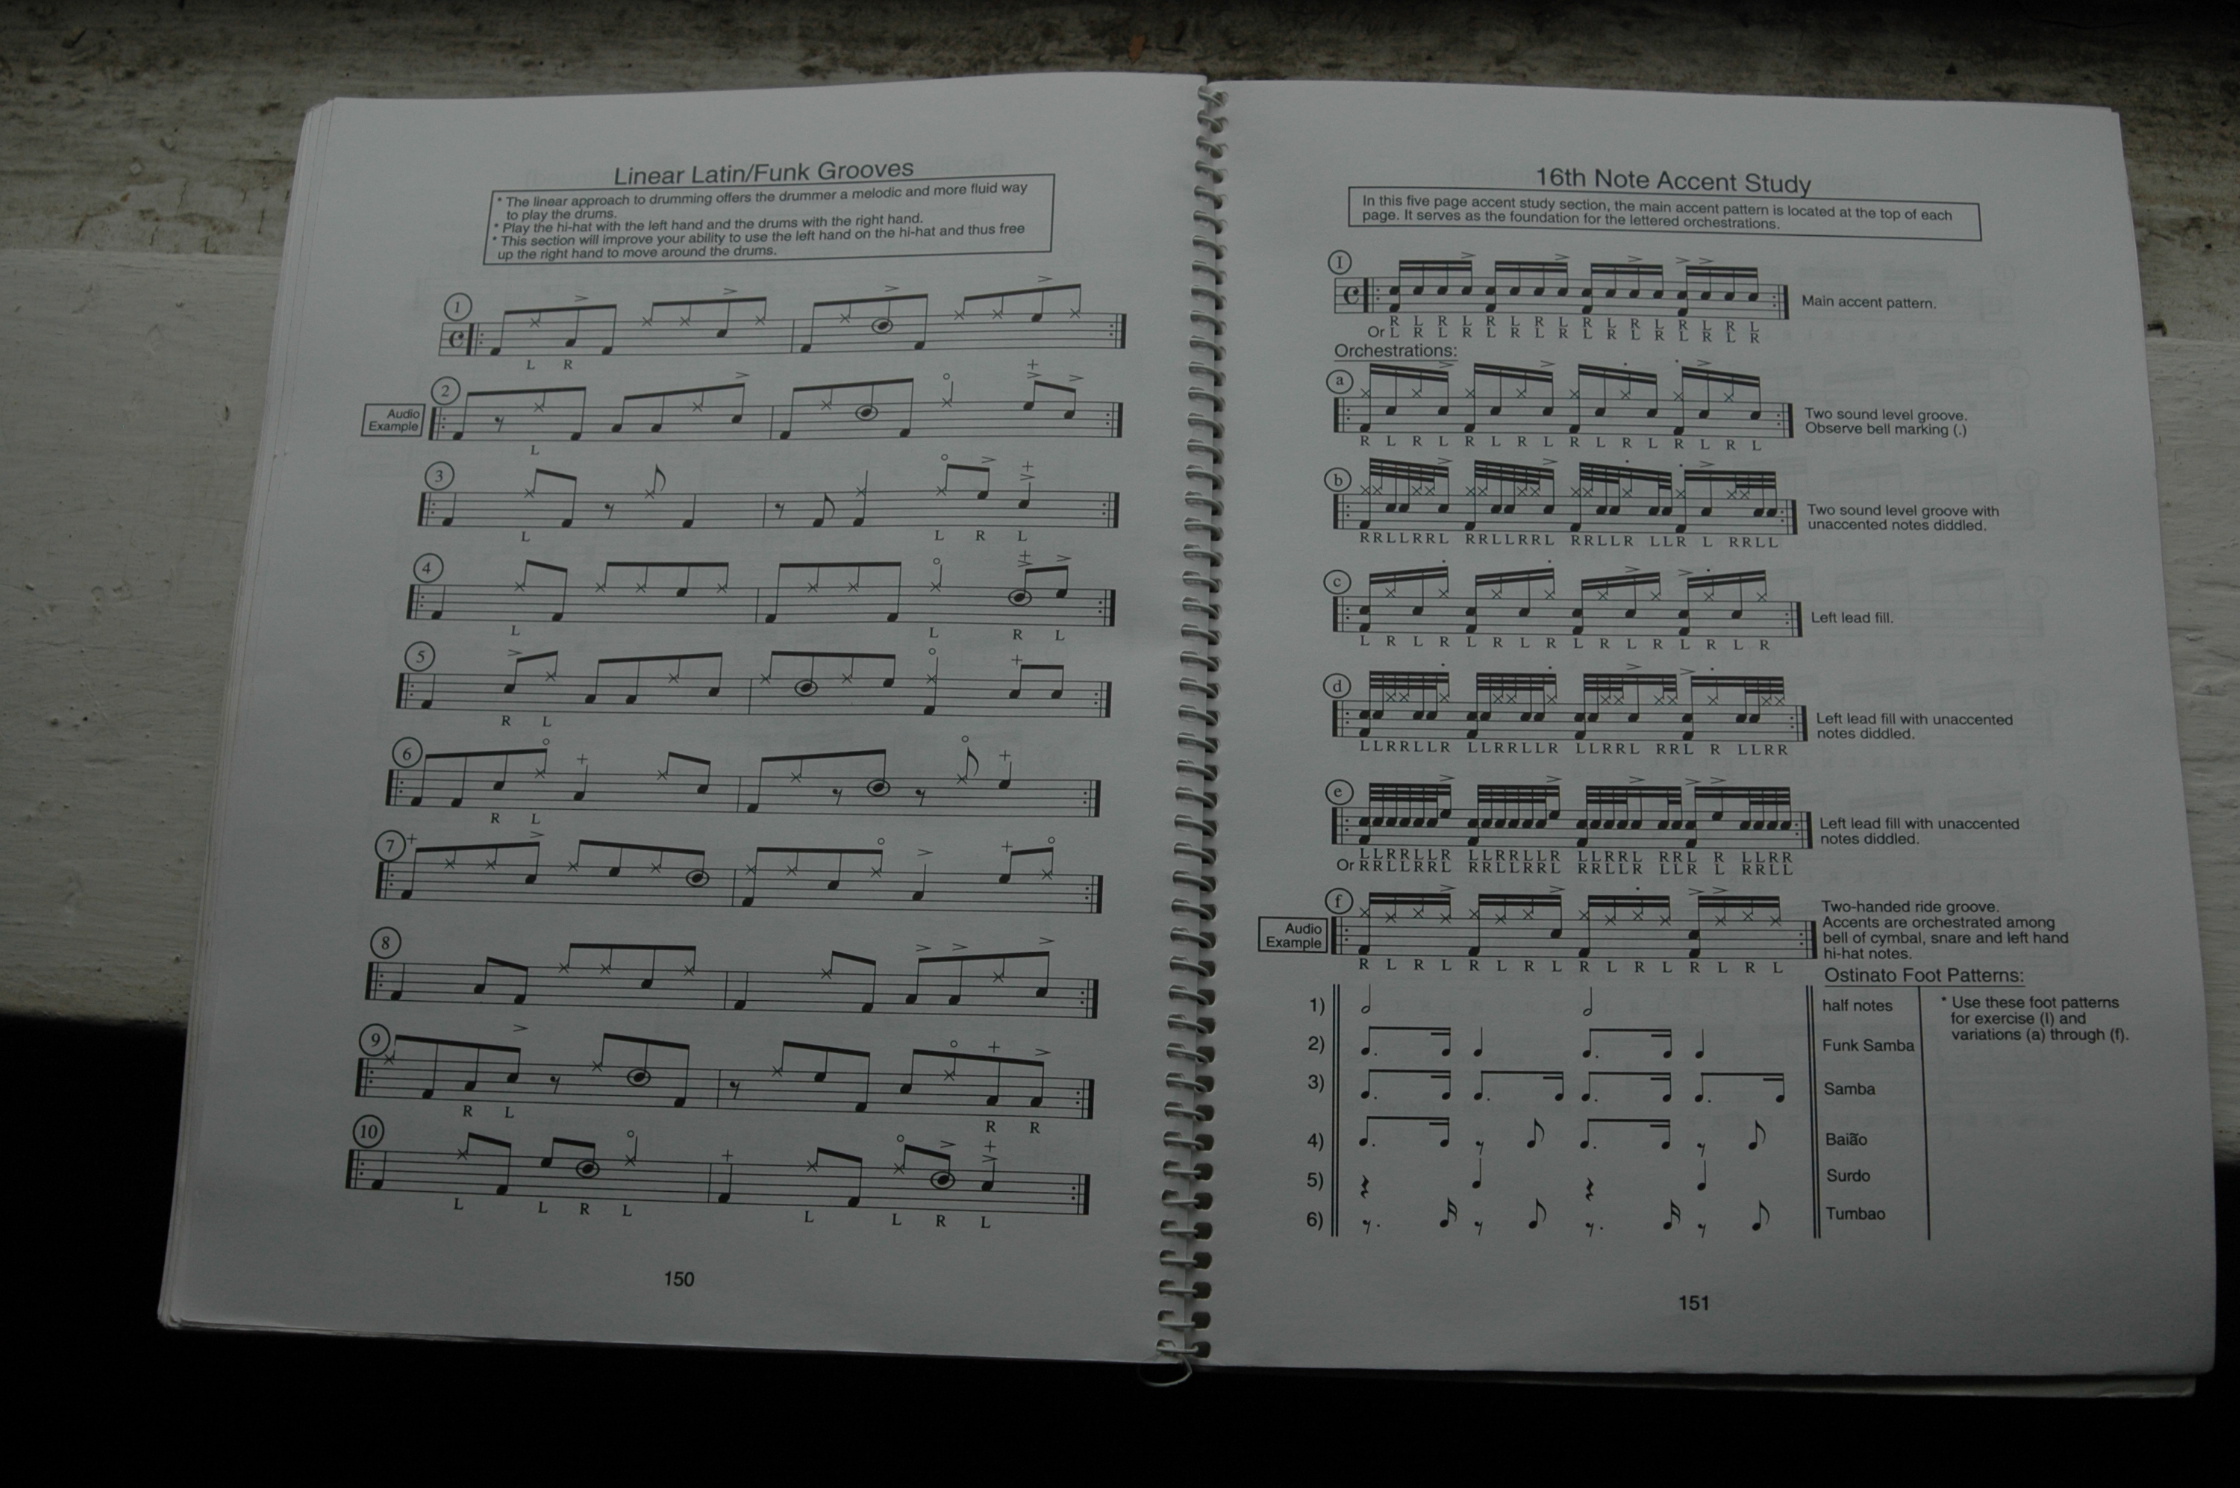 Linear Latin/Funk Grooves
* The linear approach to drumming offers the drummer a melodic and more fluid way
to play the drums.
* Play the hi-hat with the left hand and the drums with the right hand.
* This section will improve your ability to use the left hand on the hi-hat and thus free
up the right hand to move around the drums.
1
L R
2
Audio
Example
L
3
L L R L
4
L L R L
5
R L
6
R L
7
8
9
R L R R
10
L L R L L L R L
150
16th Note Accent Study
In this five page accent study section, the main accent pattern is located at the top of each
page. It serves as the foundation for the lettered orchestrations.
I
Main accent pattern.
R L R L R L R L R L R L R L R L
Or L R L R L R L R L R L R L R L R
Orchestrations:
a
Two sound level groove.
Observe bell marking (.)
R L R L R L R L R L R L R L R L
b
Two sound level groove with
unaccented notes diddled.
RRLLRRL RRLLRRL RRLLR LLR L RRLL
c
Left lead fill.
L R L R L R L R L R L R L R L R
d
Left lead fill with unaccented
notes diddled.
LLRRLLR LLRRLLR LLRRL RRL R LLRR
e
Left lead fill with unaccented
notes diddled.
LLRRLLR LLRRLLR LLRRL RRL R LLRR
Or RRLLRRL RRLLRRL RRLLR LLR L RRLL
f
Two-handed ride groove.
Accents are orchestrated among
bell of cymbal, snare and left hand
hi-hat notes.
Audio
Example
R L R L R L R L R L R L R L R L
Ostinato Foot Patterns:
1) half notes
2) Funk Samba
3) Samba
4) Baião
5) Surdo
6) Tumbao
* Use these foot patterns
for exercise (I) and
variations (a) through (f).
151